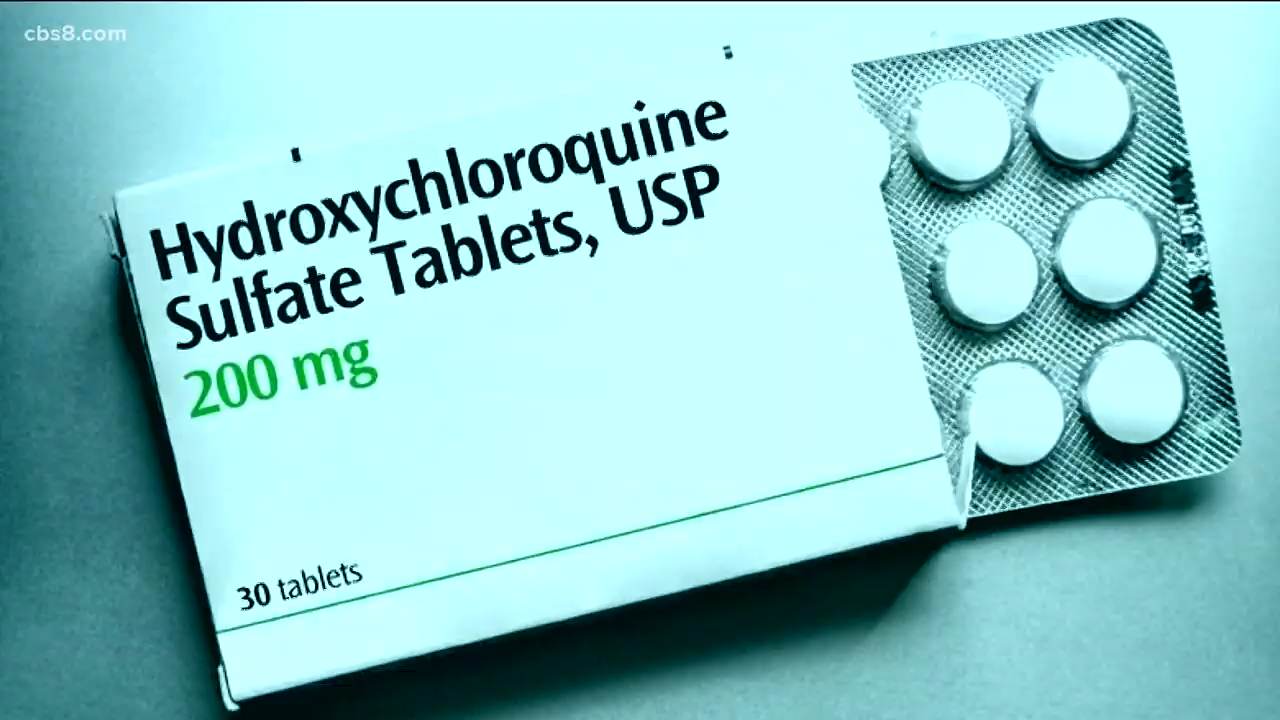 cbs8.com
Hydroxychloroquine
Sulfate Tablets, USP
200 mg
30 tablets